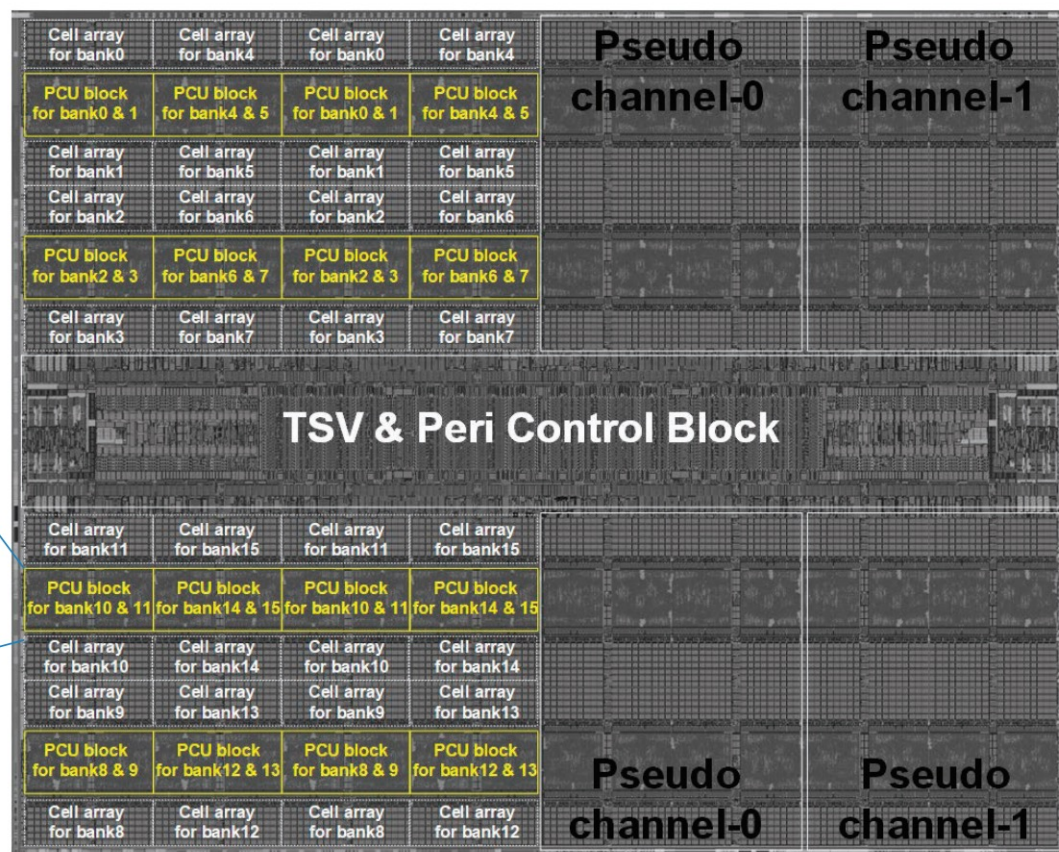 Cell array Cell array Cell array Cell array
for bank0 for bank4 for bank0 for bank4
Pseudo Pseudo
channel-0 channel-1
PCU block PCU block PCU block PCU block
for bank0 & 1 for bank4 & 5 for bank0 & 1 for bank4 & 5
Cell array Cell array Cell array Cell array
for bank1 for bank5 for bank1 for bank5
Cell array Cell array Cell array Cell array
for bank2 for bank6 for bank2 for bank6
PCU block PCU block PCU block PCU block
for bank2 & 3 for bank6 & 7 for bank2 & 3 for bank6 & 7
Cell array Cell array Cell array Cell array
for bank3 for bank7 for bank3 for bank7
TSV & Peri Control Block
Cell array Cell array Cell array Cell array
for bank11 for bank15 for bank11 for bank15
PCU block PCU block PCU block PCU block
for bank10 & 11 for bank14 & 15 for bank10 & 11 for bank14 & 15
Cell array Cell array Cell array Cell array
for bank10 for bank14 for bank10 for bank14
Cell array Cell array Cell array Cell array
for bank9 for bank13 for bank9 for bank13
PCU block PCU block PCU block PCU block
for bank8 & 9 for bank12 & 13 for bank8 & 9 for bank12 & 13
Pseudo Pseudo
channel-0 channel-1
Cell array Cell array Cell array Cell array
for bank8 for bank12 for bank8 for bank12